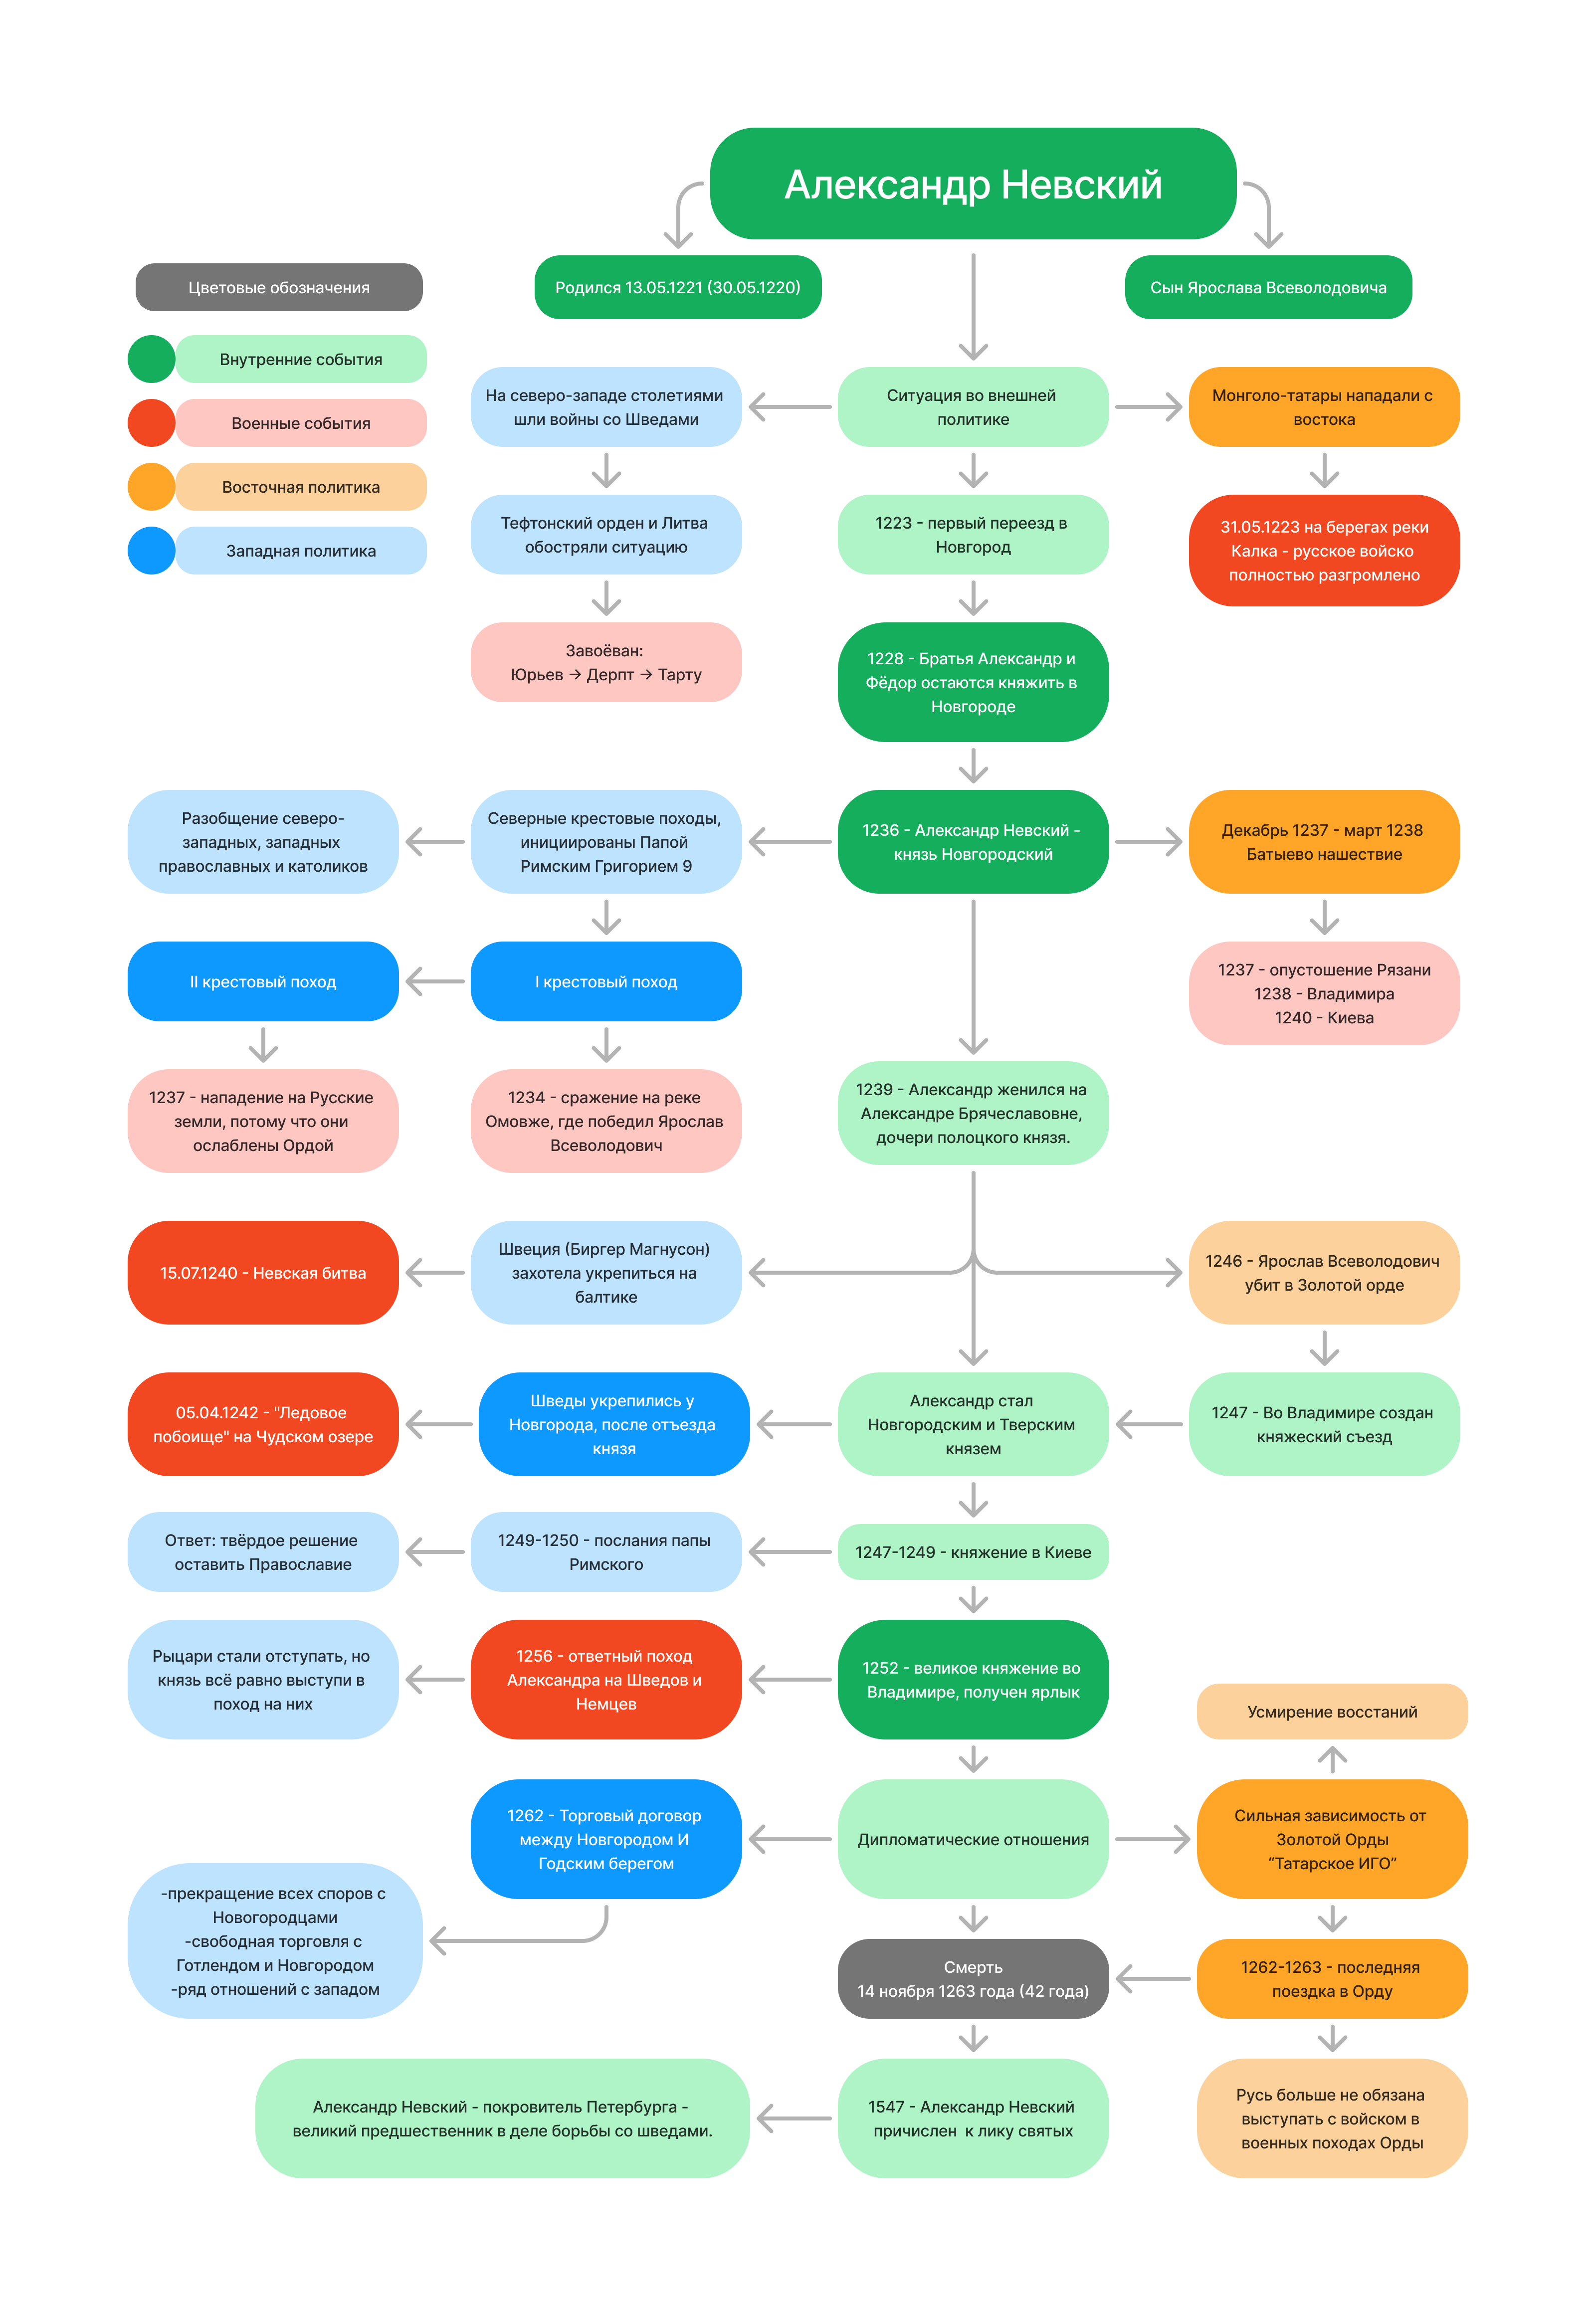 Александр Невский
Родился 13.05.1221 (30.05.1220)
Сын Ярослава Всеволодовича
Цветовые обозначения
Внутренние события
Военные события
Восточная политика
Западная политика
На северо-западе столетиями
шли войны со Шведами
Ситуация во внешней
политике
Монголо-татары нападали с
востока
Тефтонский орден и Литва
обостряли ситуацию
1223 - первый переезд в
Новгород
31.05.1223 на берегах реки
Калка - русское войско
полностью разгромлено
Завоёван:
Юрьев → Дерпт → Тарту
1228 - Братья Александр и
Фёдор остаются княжить в
Новгороде
Разобщение северо-
западных, западных
православных и католиков
Северные крестовые походы,
инициированы Папой
Римским Григорием 9
1236 - Александр Невский -
князь Новгородский
Декабрь 1237 - март 1238
Батыево нашествие
II крестовый поход
I крестовый поход
1237 - опустошение Рязани
1238 - Владимира
1240 - Киева
1237 - нападение на Русские
земли, потому что они
ослаблены Ордой
1234 - сражение на реке
Омовже, где победил Ярослав
Всеволодович
1239 - Александр женился на
Александре Брячеславовне,
дочери полоцкого князя.
15.07.1240 - Невская битва
Швеция (Биргер Магнусон)
захотела укрепиться на
балтике
1246 - Ярослав Всеволодович
убит в Золотой орде
05.04.1242 - "Ледовое
побоище" на Чудском озере
Шведы укрепились у
Новгорода, после отъезда
князя
Александр стал
Новгородским и Тверским
князем
1247 - Во Владимире создан
княжеский съезд
Ответ: твёрдое решение
оставить Православие
1249-1250 - послания папы
Римского
1247-1249 - княжение в Киеве
Рыцари стали отступать, но
князь всё равно выступи в
поход на них
1256 - ответный поход
Александра на Шведов и
Немцев
1252 - великое княжение во
Владимире, получен ярлык
Усмирение восстаний
1262 - Торговый договор
между Новгородом И
Годским берегом
Дипломатические отношения
Сильная зависимость от
Золотой Орды
“Татарское ИГО”
-прекращение всех споров с
Новогородцами
-свободная торговля с
Готлендом и Новгородом
-ряд отношений с западом
Смерть
14 ноября 1263 года (42 года)
1262-1263 - последняя
поездка в Орду
Александр Невский - покровитель Петербурга -
великий предшественник в деле борьбы со шведами.
1547 - Александр Невский
причислен к лику святых
Русь больше не обязана
выступать с войском в
военных походах Орды